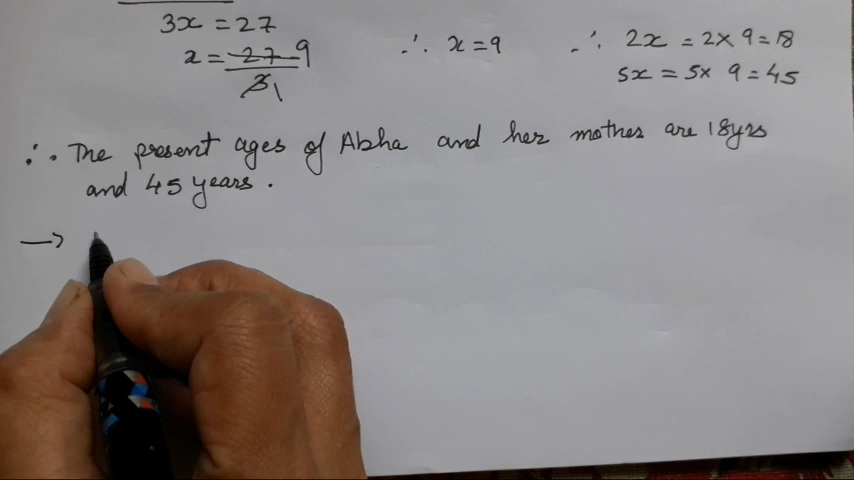 3x = 27
x = 27 9 / 3 1
∴ x = 9
∴ 2x = 2 × 9 = 18
5x = 5 × 9 = 45
∴ The present ages of Abha and her mother are 18yrs
and 45 years.
→